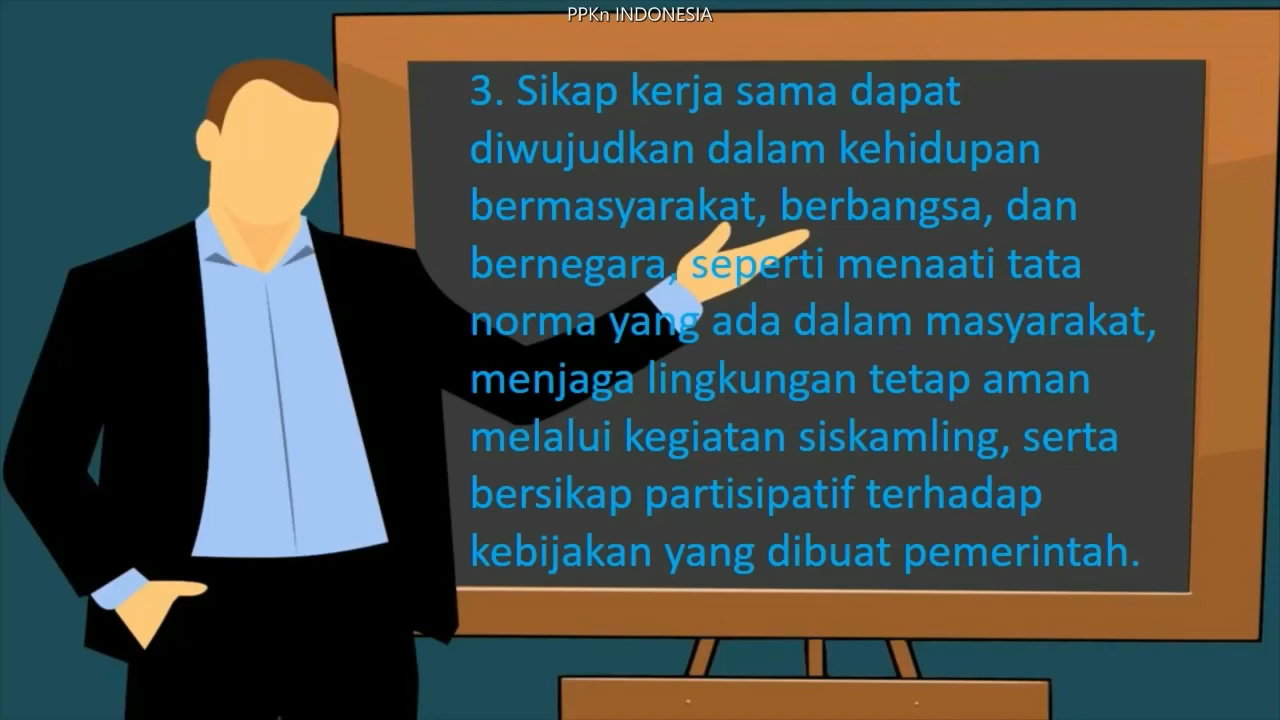 PPKn INDONESIA
3. Sikap kerja sama dapat
diwujudkan dalam kehidupan
bermasyarakat, berbangsa, dan
bernegara, seperti menaati tata
norma yang ada dalam masyarakat,
menjaga lingkungan tetap aman
melalui kegiatan siskamling, serta
bersikap partisipatif terhadap
kebijakan yang dibuat pemerintah.